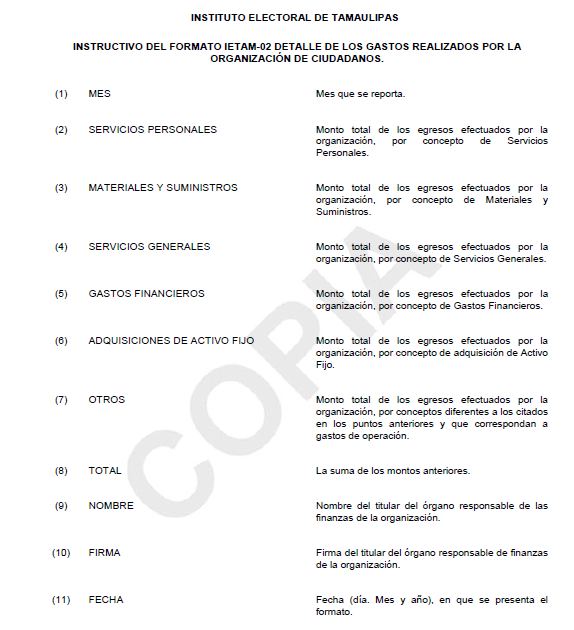 INSTITUTO ELECTORAL DE TAMAULIPAS
INSTRUCTIVO DEL FORMATO IETAM-02 DETALLE DE LOS GASTOS REALIZADOS POR LA
ORGANIZACIÓN DE CIUDADANOS.
(1) MES Mes que se reporta.
(2) SERVICIOS PERSONALES Monto total de los egresos efectuados por la
organización, por concepto de Servicios
Personales.
(3) MATERIALES Y SUMINISTROS Monto total de los egresos efectuados por la
organización, por concepto de Materiales y
Suministros.
(4) SERVICIOS GENERALES Monto total de los egresos efectuados por la
organización, por concepto de Servicios Generales.
(5) GASTOS FINANCIEROS Monto total de los egresos efectuados por la
organización, por concepto de Gastos Financieros.
(6) ADQUISICIONES DE ACTIVO FIJO Monto total de los egresos efectuados por la
organización, por concepto de adquisición de Activo
Fijo.
(7) OTROS Monto total de los egresos efectuados por la
organización, por conceptos diferentes a los citados
en los puntos anteriores y que correspondan a
gastos de operación.
(8) TOTAL La suma de los montos anteriores.
(9) NOMBRE Nombre del titular del órgano responsable de las
finanzas de la organización.
(10) FIRMA Firma del titular del órgano responsable de finanzas
de la organización.
(11) FECHA Fecha (día. Mes y año), en que se presenta el
formato.
COPIA